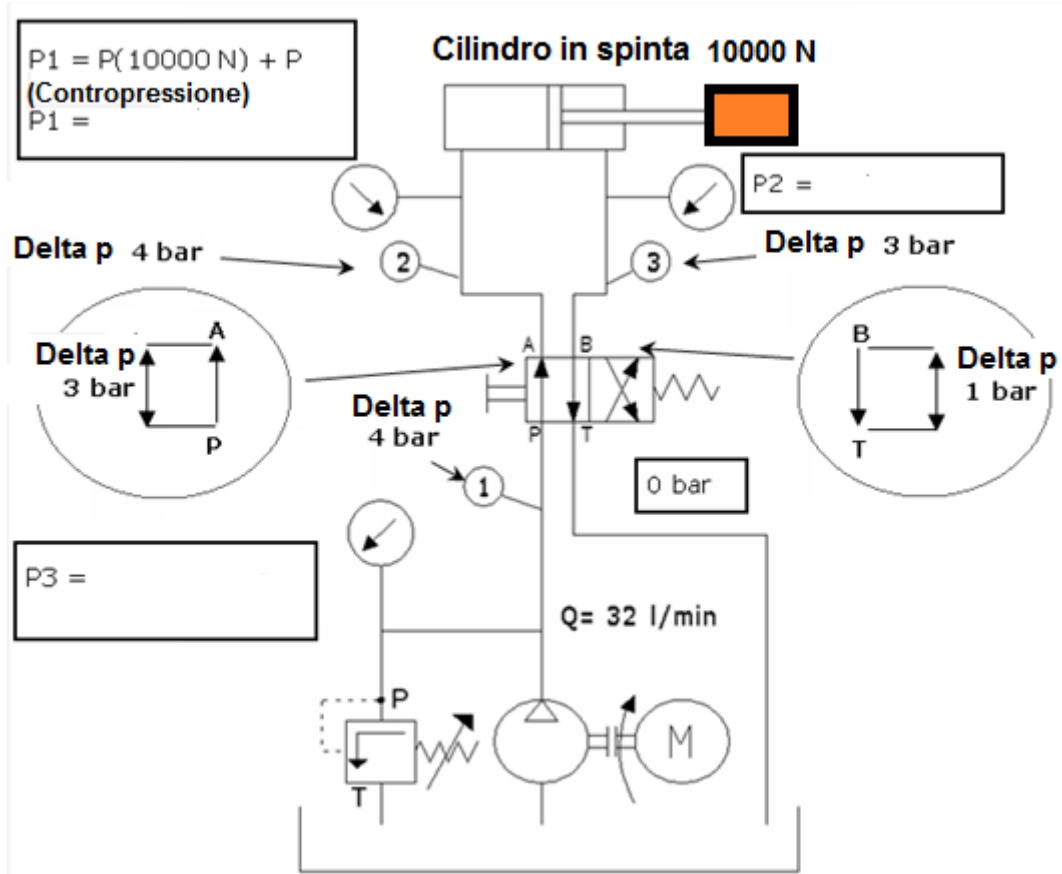 P1 = P(10000 N) + P
(Contropressione)
P1 =
Cilindro in spinta 10000 N
P2 =
Delta p 4 bar
2
3
Delta p 3 bar
A
Delta p
3 bar
P
A B
P T
B
Delta p
1 bar
T
Delta p
4 bar
1
0 bar
P3 =
Q= 32 l/min
P
M
T